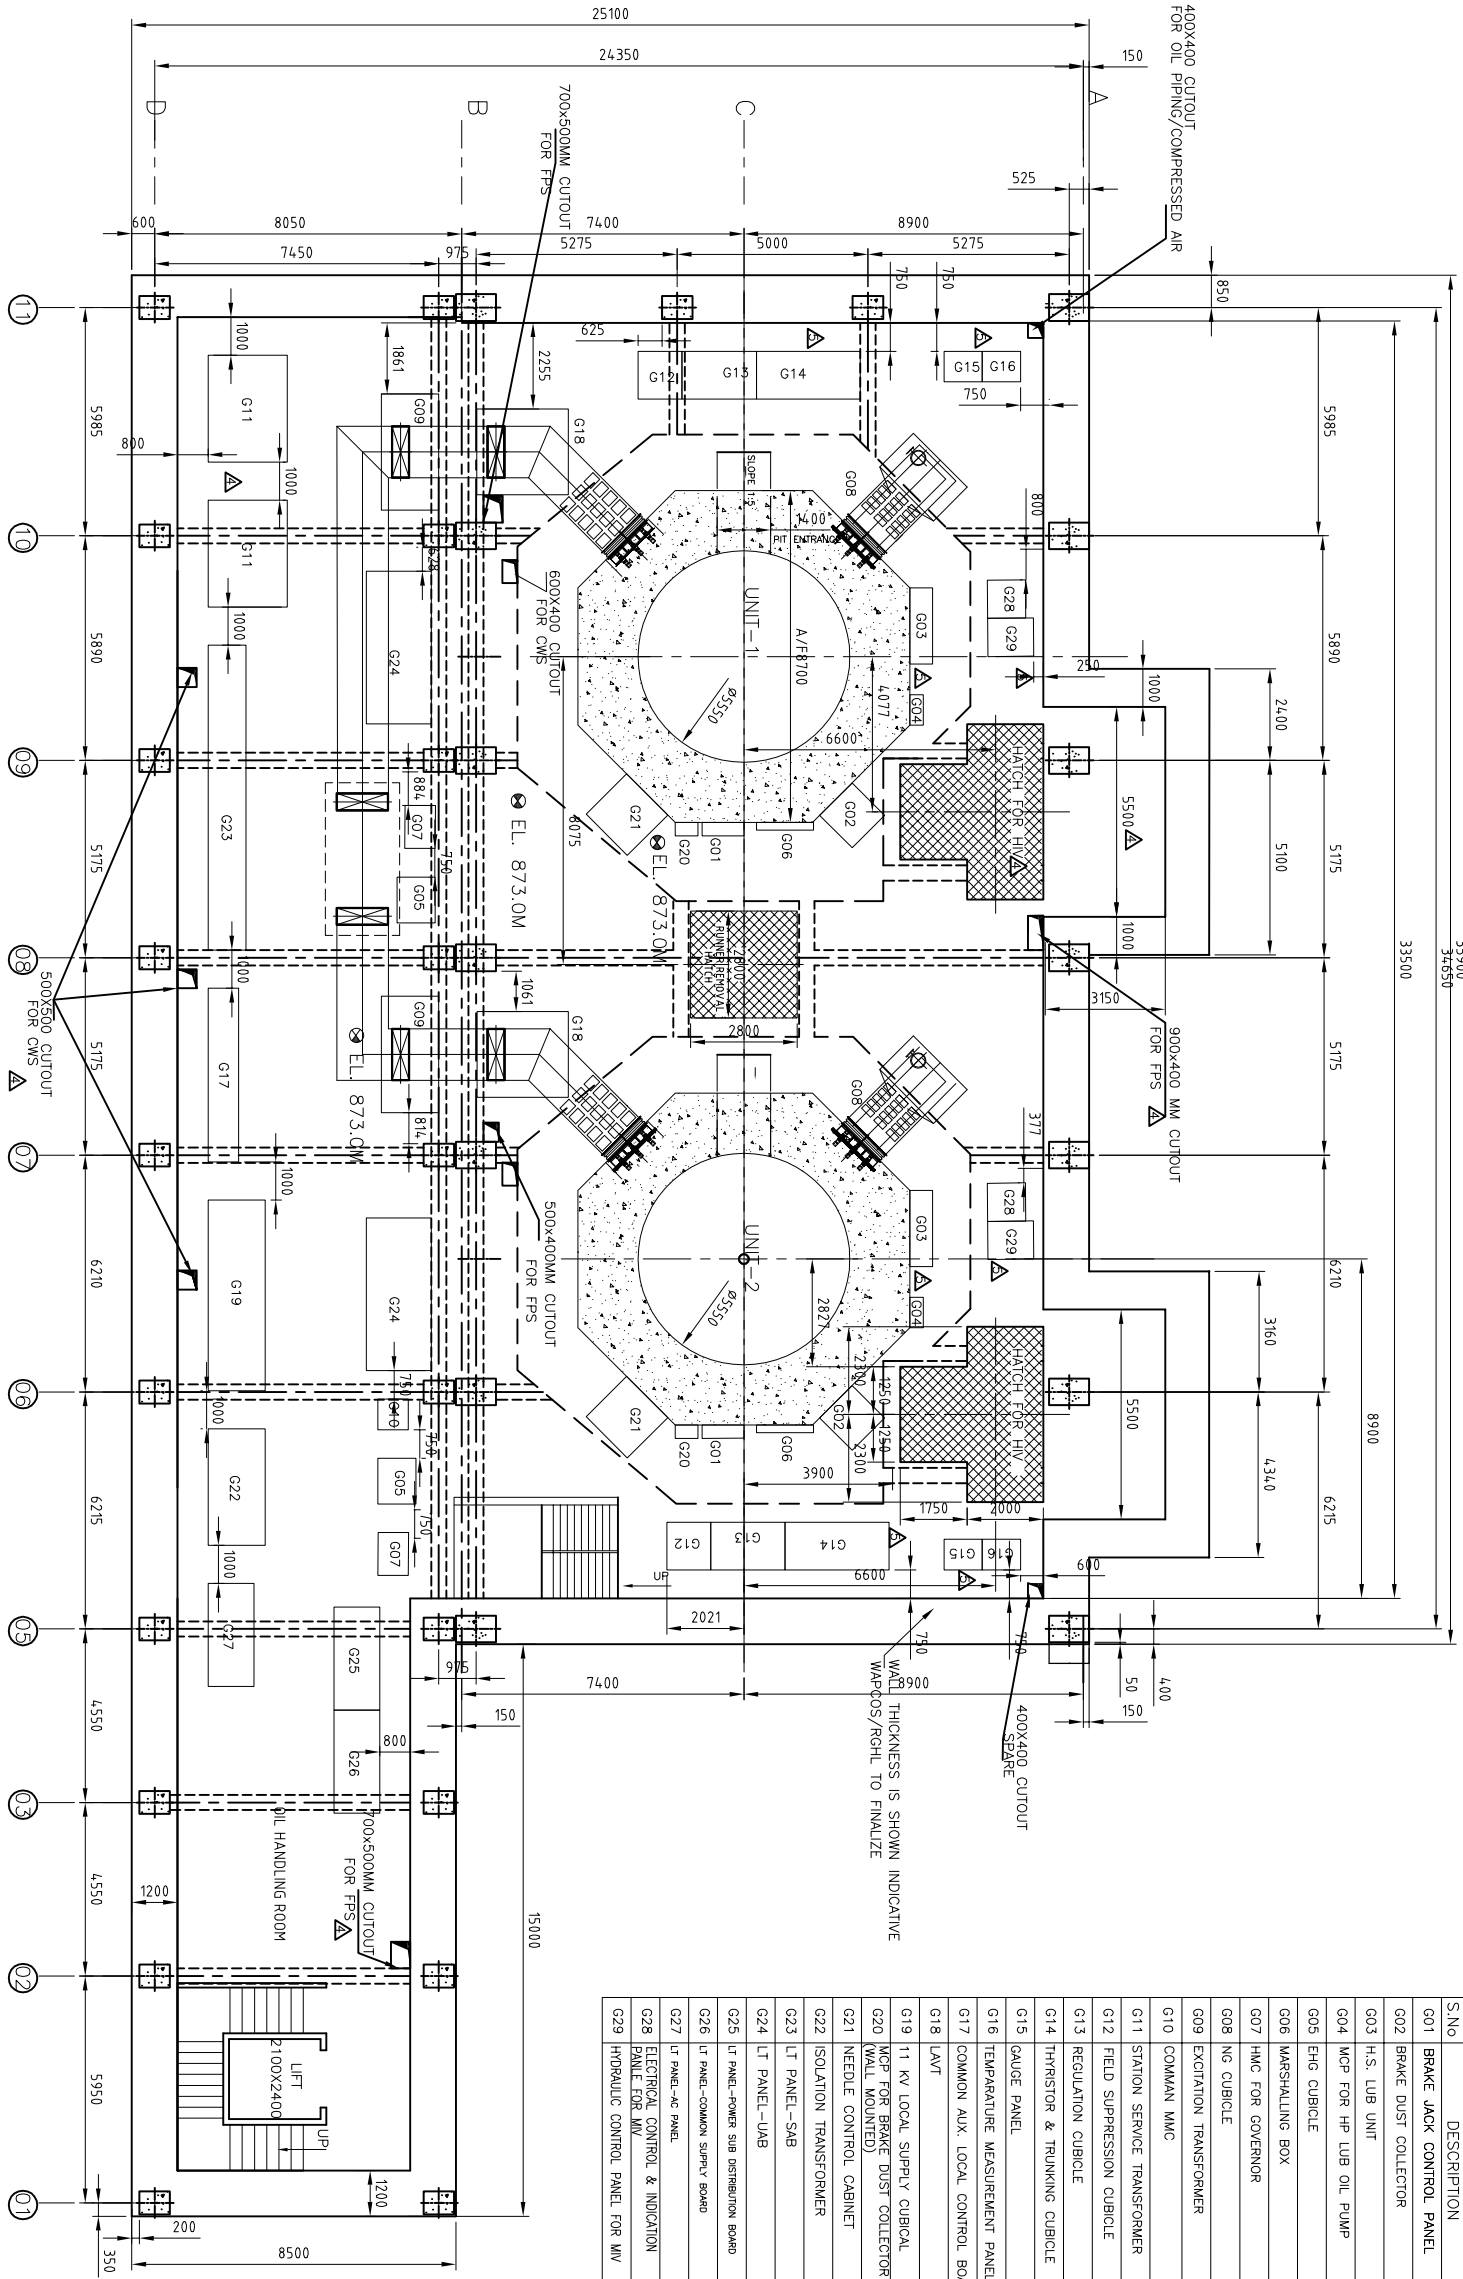 25100
24350
150
400X400 CUTOUT
FOR OIL PIPING/COMPRESSED AIR
D
B
C
A
700x500MM CUTOUT
FOR FPS
525
600
8050
7400
8900
7450
975
5275
5000
5275
750
750
850
11
10
09
08
07
06
05
03
02
01
5985
5890
5175
5175
6210
6215
4550
4550
5950
350
200
8500
1000
G11
800
1000
G11
1000
G23
1000
G17
1000
G19
1000
G22
1000
G27
1861
2255
625
G12
G13
G14
G15
G16
750
G09
G18
628
G24
884
G07
750
G05
G09
G18
814
1061
G24
750
G10
750
G05
750
G07
G25
G26
800
975
150
SLOPE 1:5
1400
PIT ENTRANCE
G08
UNIT-1
A/F8700
ø5550
4077
6600
8075
G03
G04
G28
G29
800
250
G21
G20
G01
G06
G02
HATCH FOR HIV
600X400 CUTOUT
FOR CWS
EL. 873.0M
EL. 873.0M
EL. 873.0M
RUNNER REMOVAL
HATCH
2800
2800
5985
5890
5175
5175
6210
6215
2400
1000
5500
5100
1000
3150
33500
34650
900x400 MM CUTOUT
FOR FPS
500X500 CUTOUT
FOR CWS
4
500x400MM CUTOUT
FOR FPS
G08
UNIT-2
ø5550
2827
2300
1250
1250
2300
3900
1750
2000
377
G28
G29
G03
G04
G21
G20
G01
G06
G02
HATCH FOR HIV
3160
5500
4340
8900
G12
G13
G14
G15
G16
UP
6600
600
2021
750
750
7400
8900
50
400
150
WALL THICKNESS IS SHOWN INDICATIVE
WAPCOS/RGHL TO FINALIZE
400X400 CUTOUT
SPARE
15000
1200
OIL HANDLING ROOM
700x500MM CUTOUT
FOR FPS
LIFT
2100X2400
UP
1200
S.No DESCRIPTION
G01 BRAKE JACK CONTROL PANEL
G02 BRAKE DUST COLLECTOR
G03 H.S. LUB UNIT
G04 MCP FOR HP LUB OIL PUMP
G05 EHG CUBICLE
G06 MARSHALLING BOX
G07 HMC FOR GOVERNOR
G08 NG CUBICLE
G09 EXCITATION TRANSFORMER
G10 COMMAN MMC
G11 STATION SERVICE TRANSFORMER
G12 FIELD SUPPRESSION CUBICLE
G13 REGULATION CUBICLE
G14 THYRISTOR & TRUNKING CUBICLE
G15 GAUGE PANEL
G16 TEMPARATURE MEASUREMENT PANEL
G17 COMMON AUX. LOCAL CONTROL
G18 LAVT
G19 11 KV LOCAL SUPPLY CUBICAL
G20 MCP FOR BRAKE DUST COLLECTOR
(WALL MOUNTED)
G21 NEEDLE CONTROL CABINET
G22 ISOLATION TRANSFORMER
G23 LT PANEL-SAB
G24 LT PANEL-UAB
G25 LT PANEL-POWER SUB DISTRIBUTION BOARD
G26 LT PANEL-COMMON SUPPLY BOARD
G27 LT PANEL-AC PANEL
G28 ELECTRICAL CONTROL & INDICATION
PANLE FOR MIV
G29 HYDRAULIC CONTROL PANEL FOR MIV